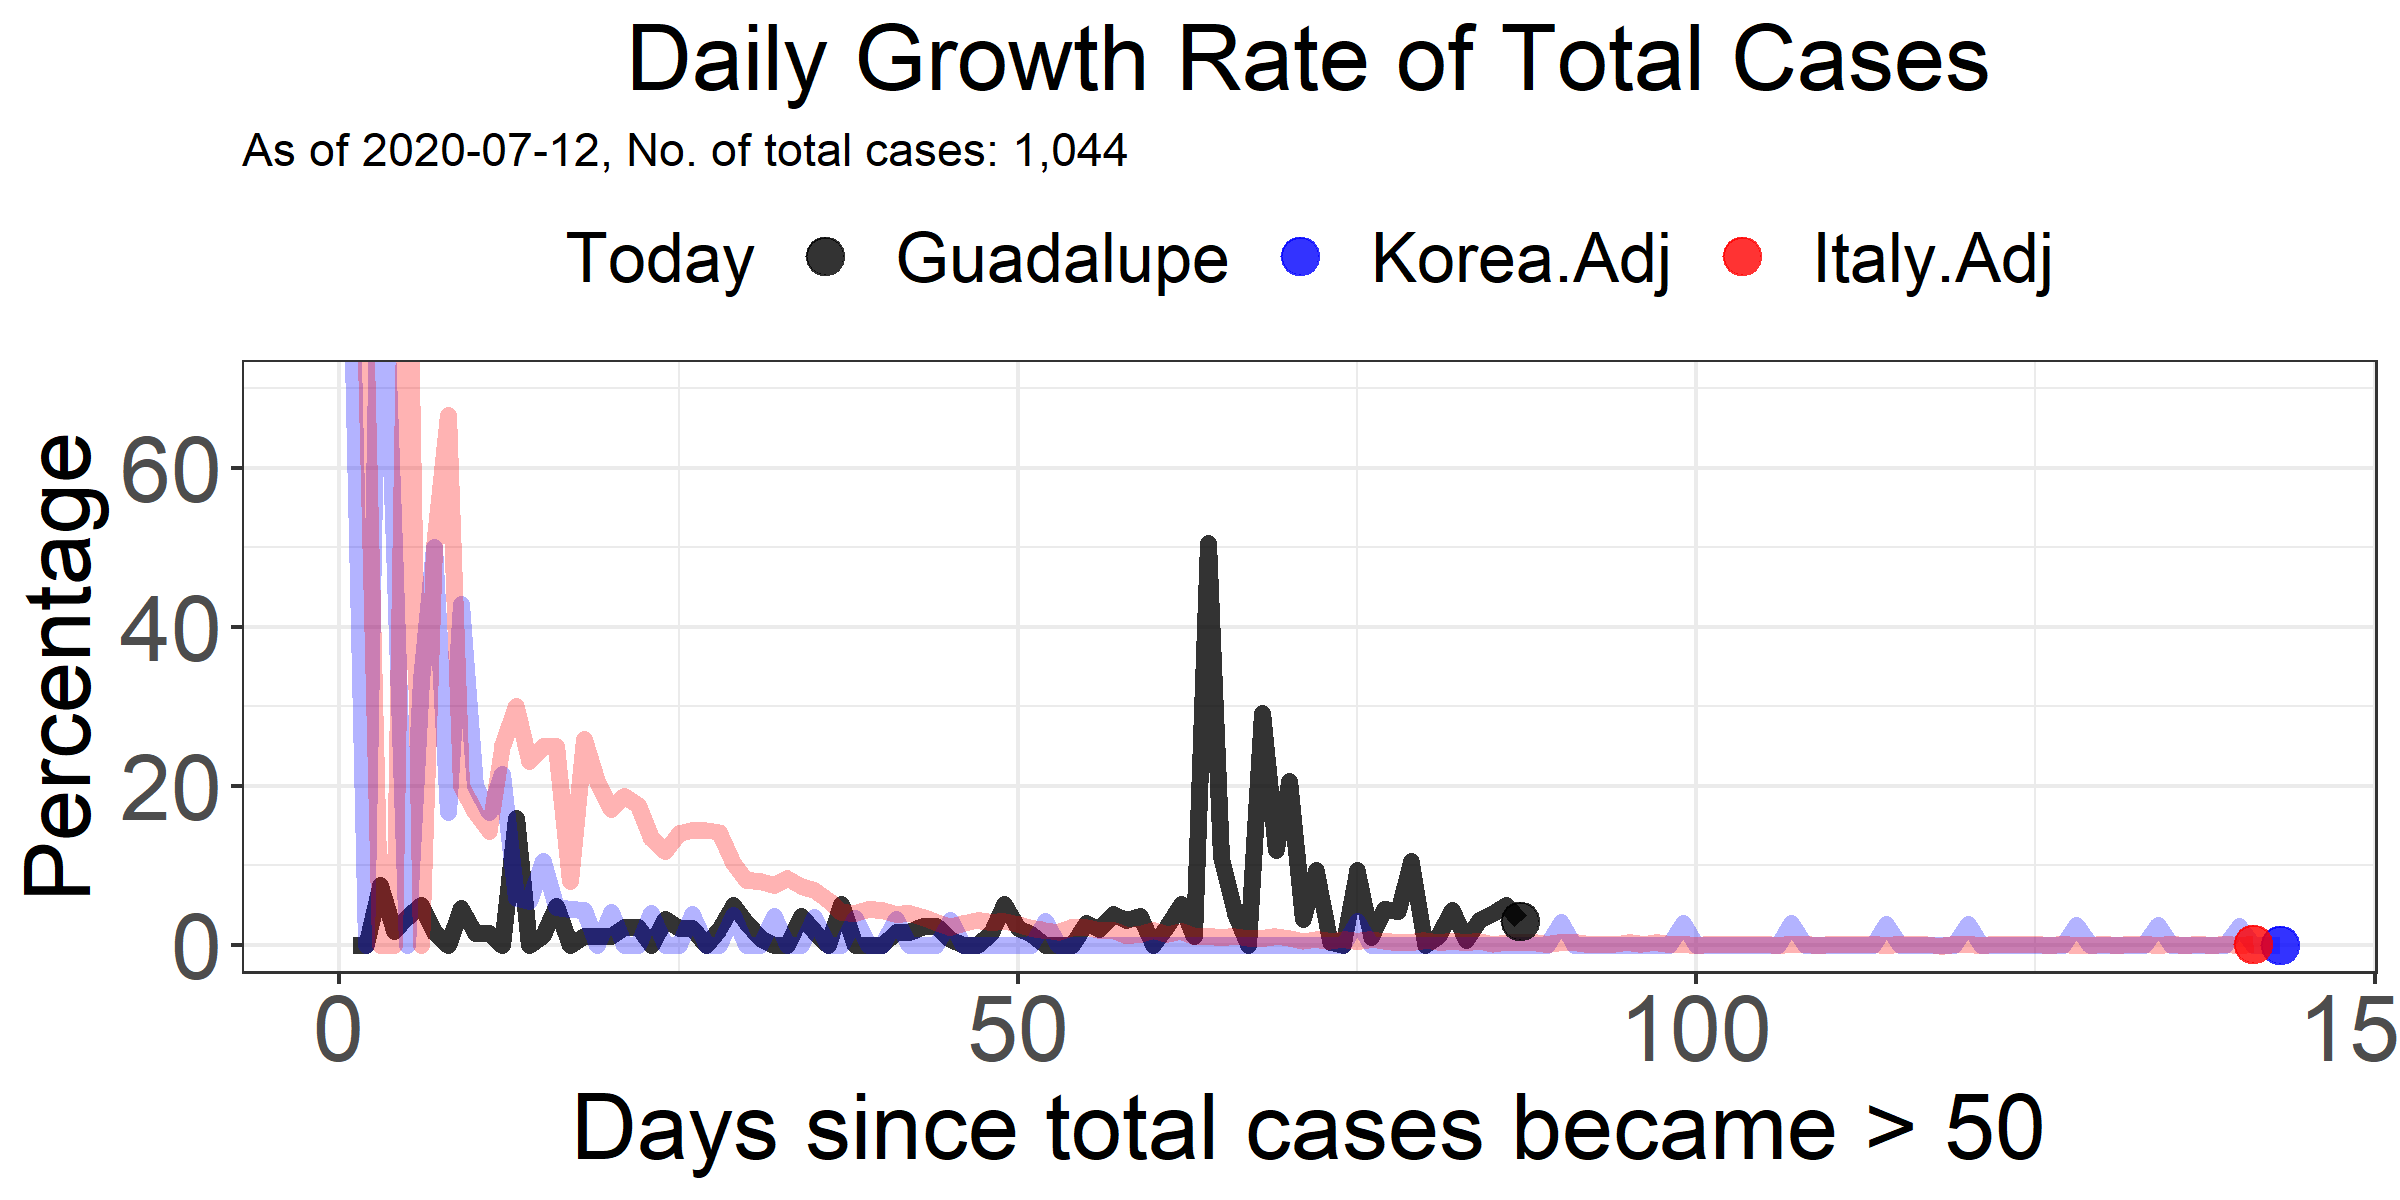 Daily Growth Rate of Total Cases
As of 2020-07-12, No. of total cases: 1,044
Today Guadalupe Korea.Adj Italy.Adj
Percentage
60
40
20
0
0 50 100 15
Days since total cases became > 50